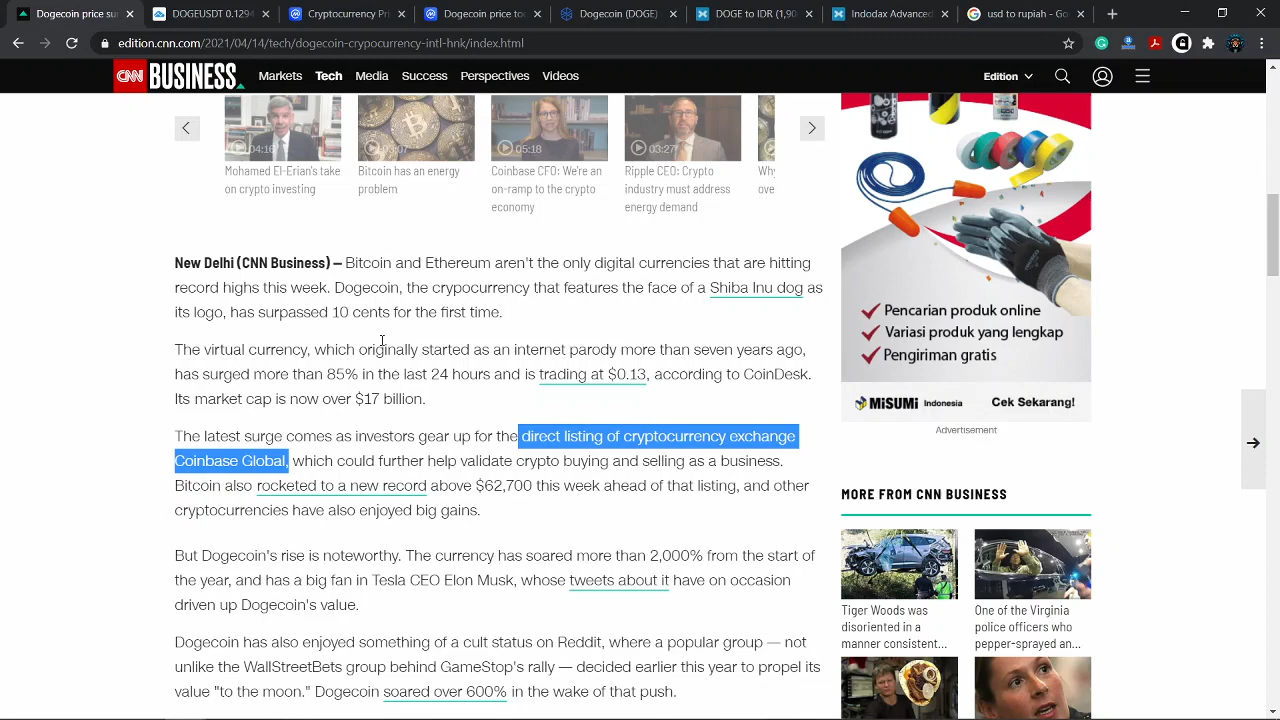 Dogecoin price su
DOGEUSDT 0.1294
Cryptocurrency Pri
Dogecoin price to
Dogecoin (DOGE)
DOGE to IDR (1,90
Indodax Advanced
usd to rupiah - Go
edition.cnn.com/2021/04/14/tech/dogecoin-crypocurrency-intl-hnk/index.html
CNN BUSINESS Markets Tech Media Success Perspectives Videos
Edition
04:16
5:07
05:18
03:27
Mohamed El-Erian's take
on crypto investing
Bitcoin has an energy
problem
Coinbase CFO: We're an
on-ramp to the crypto
economy
Ripple CEO: Crypto
industry must address
energy demand
Why
ove
New Delhi (CNN Business) — Bitcoin and Ethereum aren't the only digital currencies that are hitting
record highs this week. Dogecoin, the crypocurrency that features the face of a Shiba Inu dog as
its logo, has surpassed 10 cents for the first time.
The virtual currency, which originally started as an internet parody more than seven years ago,
has surged more than 85% in the last 24 hours and is trading at $0.13, according to CoinDesk.
Its market cap is now over $17 billion.
The latest surge comes as investors gear up for the direct listing of cryptocurrency exchange
Coinbase Global, which could further help validate crypto buying and selling as a business.
Bitcoin also rocketed to a new record above $62,700 this week ahead of that listing, and other
cryptocurrencies have also enjoyed big gains.
But Dogecoin's rise is noteworthy. The currency has soared more than 2,000% from the start of
the year, and has a big fan in Tesla CEO Elon Musk, whose tweets about it have on occasion
driven up Dogecoin's value.
Dogecoin has also enjoyed something of a cult status on Reddit, where a popular group — not
unlike the WallStreetBets group behind GameStop's rally — decided earlier this year to propel its
value "to the moon." Dogecoin soared over 600% in the wake of that push.
Pencarian produk online
Variasi produk yang lengkap
Pengiriman gratis
MiSUMi Indonesia Cek Sekarang!
Advertisement
MORE FROM CNN BUSINESS
Tiger Woods was
disoriented in a
manner consistent...
One of the Virginia
police officers who
pepper-sprayed an...